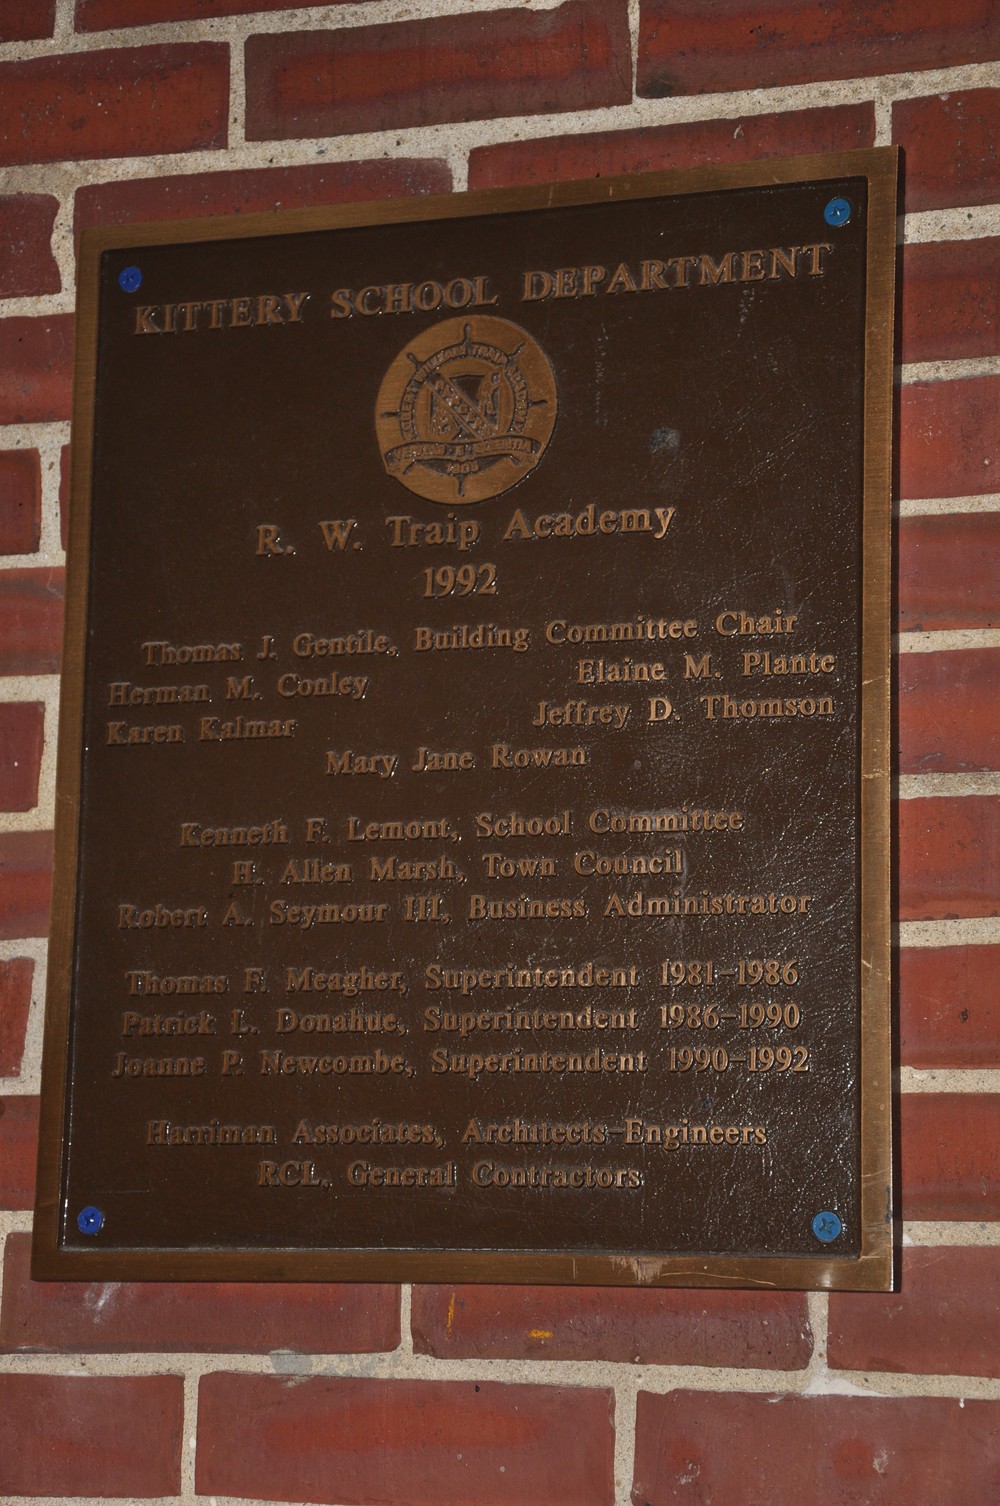 KITTERY SCHOOL DEPARTMENT
R. W. Traip Academy
1992
Thomas J. Gentile, Building Committee Chair
Herman M. Conley Elaine M. Plante
Karen Kalmar Jeffrey D. Thomson
Mary Jane Rowan
Kenneth F. Lemont, School Committee
H. Allen Marsh, Town Council
Robert A. Seymour III, Business Administrator
Thomas F. Meagher, Superintendent 1981-1986
Patrick L. Donahue, Superintendent 1986-1990
Joanne P. Newcombe, Superintendent 1990-1992
Harriman Associates, Architects-Engineers
RCL, General Contractors